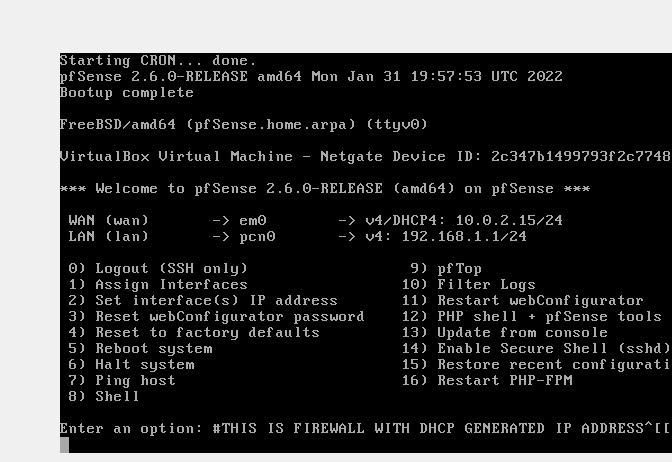 Starting CRON... done.
pfSense 2.6.0-RELEASE amd64 Mon Jan 31 19:57:53 UTC 2022
Bootup complete
FreeBSD/amd64 (pfSense.home.arpa) (ttyv0)
VirtualBox Virtual Machine - Netgate Device ID: 2c347b1499793f2c7748
*** Welcome to pfSense 2.6.0-RELEASE (amd64) on pfSense ***
WAN (wan) -> em0 -> v4/DHCP4: 10.0.2.15/24
LAN (lan) -> pcn0 -> v4: 192.168.1.1/24
0) Logout (SSH only) 9) pfTop
1) Assign Interfaces 10) Filter Logs
2) Set interface(s) IP address 11) Restart webConfigurator
3) Reset webConfigurator password 12) PHP shell + pfSense tools
4) Reset to factory defaults 13) Update from console
5) Reboot system 14) Enable Secure Shell (sshd)
6) Halt system 15) Restore recent configurati
7) Ping host 16) Restart PHP-FPM
8) Shell
Enter an option: #THIS IS FIREWALL WITH DHCP GENERATED IP ADDRESS^[[